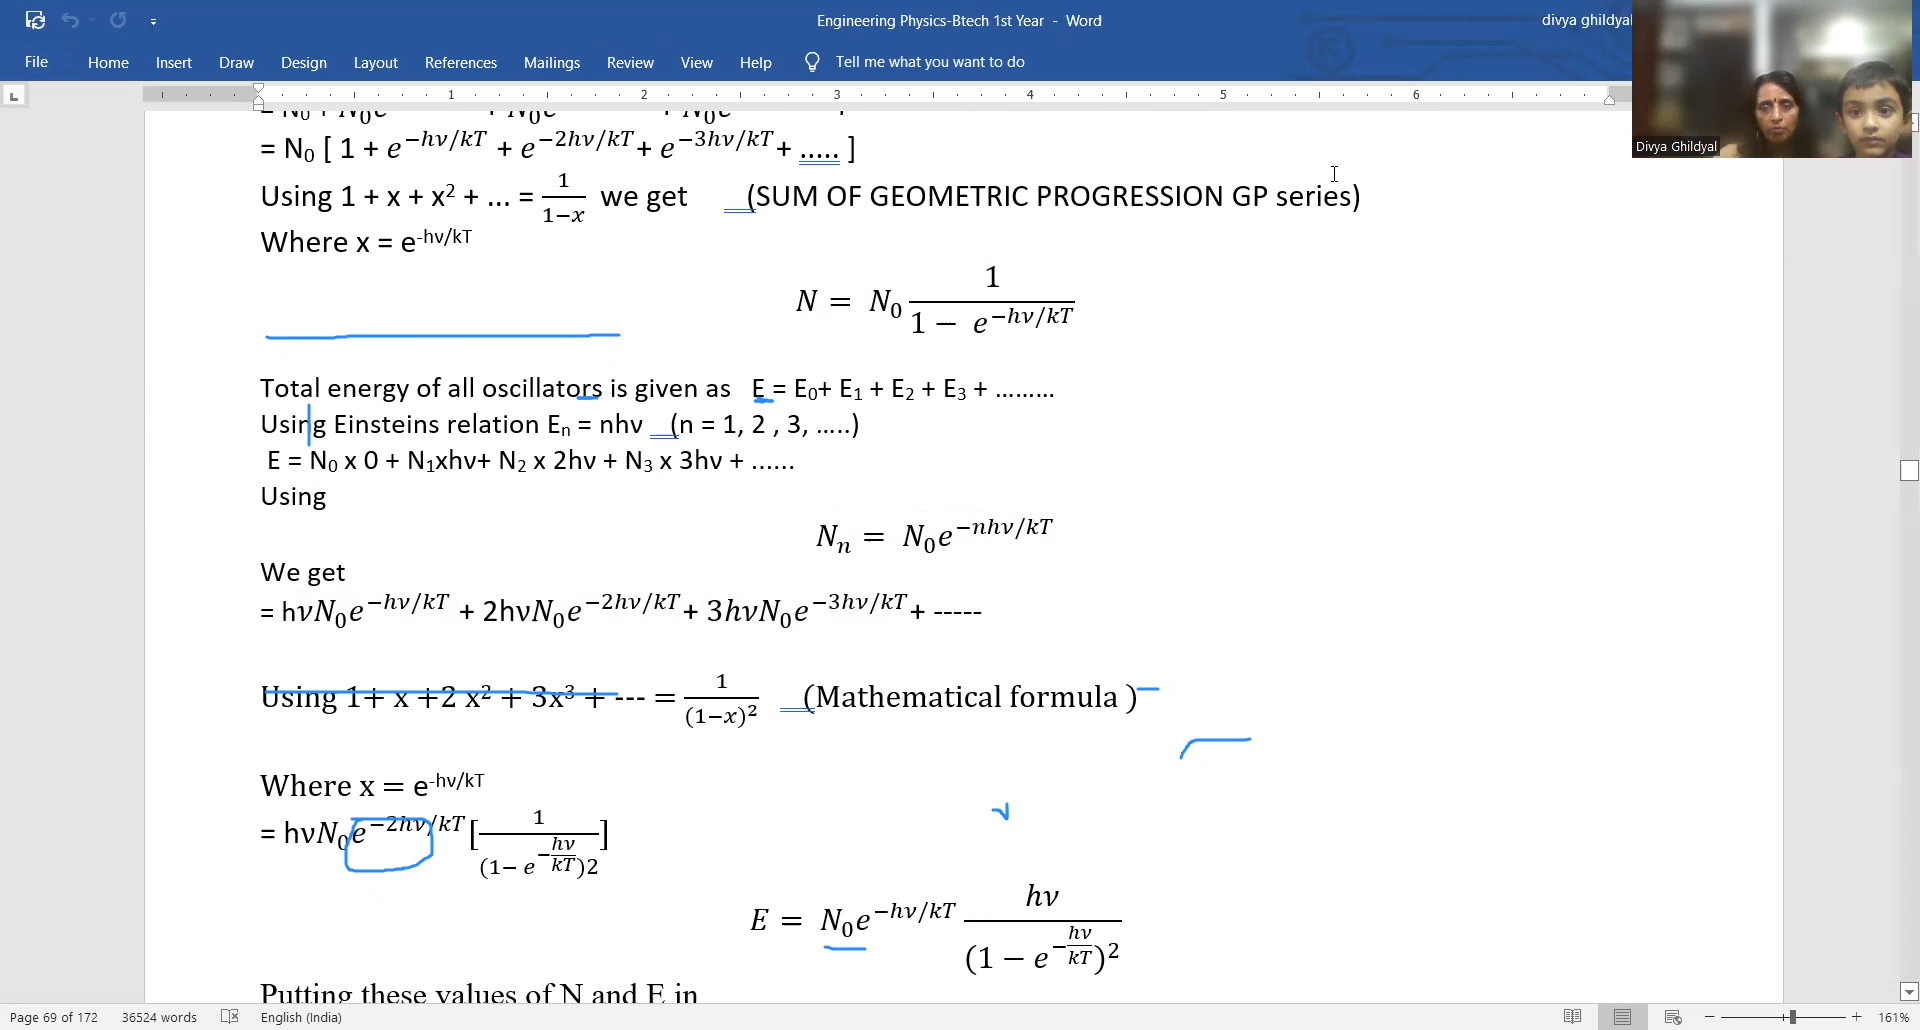 Engineering Physics-Btech 1st Year - Word
divya ghildyal
File Home Insert Draw Design Layout References Mailings Review View Help Tell me what you want to do
1 2 3 4 5 6
Divya Ghildyal
= N₀ [ 1 + e^−hν/kT + e^−2hν/kT + e^−3hν/kT + ..... ]
Using 1 + x + x² + ... = 1/(1−x) we get (SUM OF GEOMETRIC PROGRESSION GP series)
Where x = e^-hν/kT
N = N₀ 1/(1 − e^−hν/kT)
Total energy of all oscillators is given as E = E₀+ E₁ + E₂ + E₃ + .........
Using Einsteins relation Eₙ = nhν (n = 1, 2 , 3, .....)
E = N₀ x 0 + N₁xhν+ N₂ x 2hν + N₃ x 3hν + ......
Using
Nₙ = N₀e^−nhν/kT
We get
= hνN₀e^−hν/kT + 2hνN₀e^−2hν/kT + 3hνN₀e^−3hν/kT + -----
Using 1+ x +2 x² + 3x³ + --- = 1/(1−x)² (Mathematical formula )
Where x = e^-hν/kT
= hνN₀e^−2hν/kT [1/(1− e^−hν/kT)2]
E = N₀e^−hν/kT hν/(1 − e^−hν/kT)²
Putting these values of N and E in
Page 69 of 172 36524 words English (India) 161%